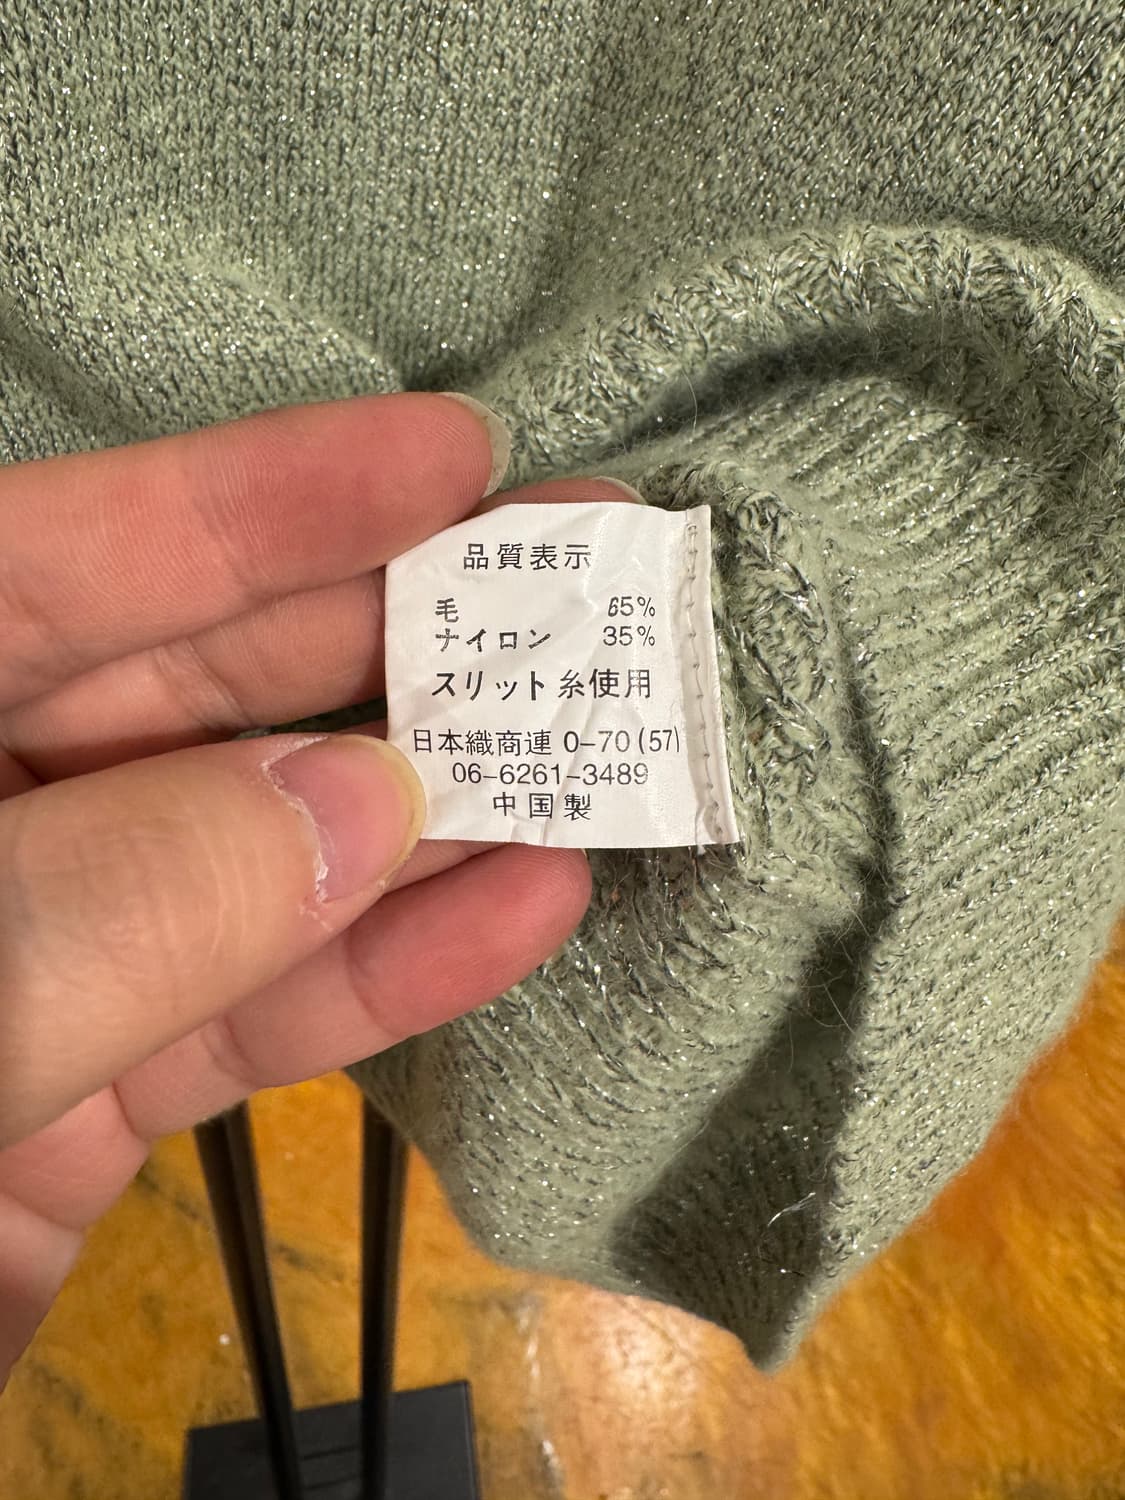 品質表示
毛 65%
ナイロン 35%
スリット糸使用
日本織商連 0-70(57)
06-6261-3489
中国製